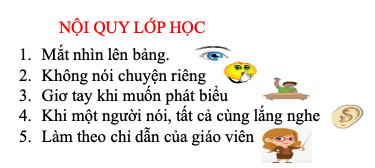 NỘI QUY LỚP HỌC
1. Mắt nhìn lên bảng.
2. Không nói chuyện riêng
3. Giơ tay khi muốn phát biểu
4. Khi một người nói, tất cả cùng lắng nghe
5. Làm theo chỉ dẫn của giáo viên